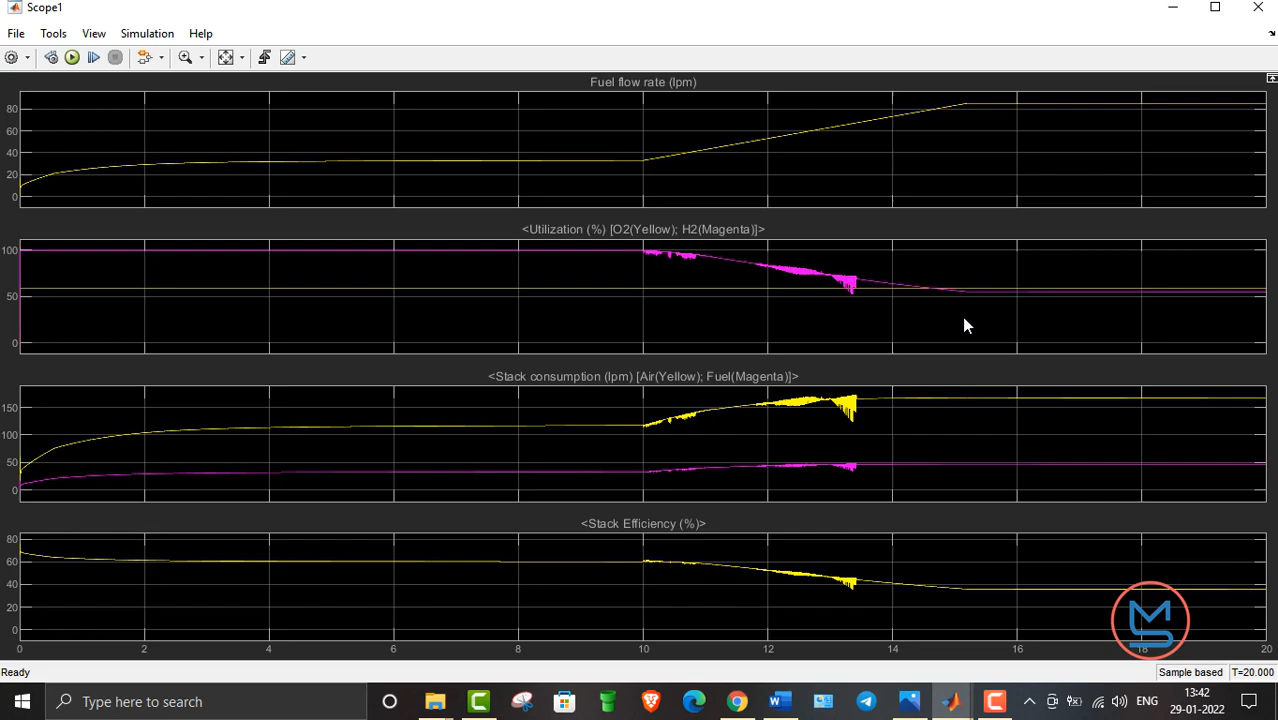 Scope1
File Tools View Simulation Help
Fuel flow rate (lpm)
80
60
40
20
0
<Utilization (%) [O2(Yellow); H2(Magenta)]>
100
50
0
<Stack consumption (lpm) [Air(Yellow); Fuel(Magenta)]>
150
100
50
0
<Stack Efficiency (%)>
80
60
40
20
0
0 2 4 6 8 10 12 14 16 18 20
MS
Ready Sample based T=20.000
Type here to search
ENG
13:42
29-01-2022